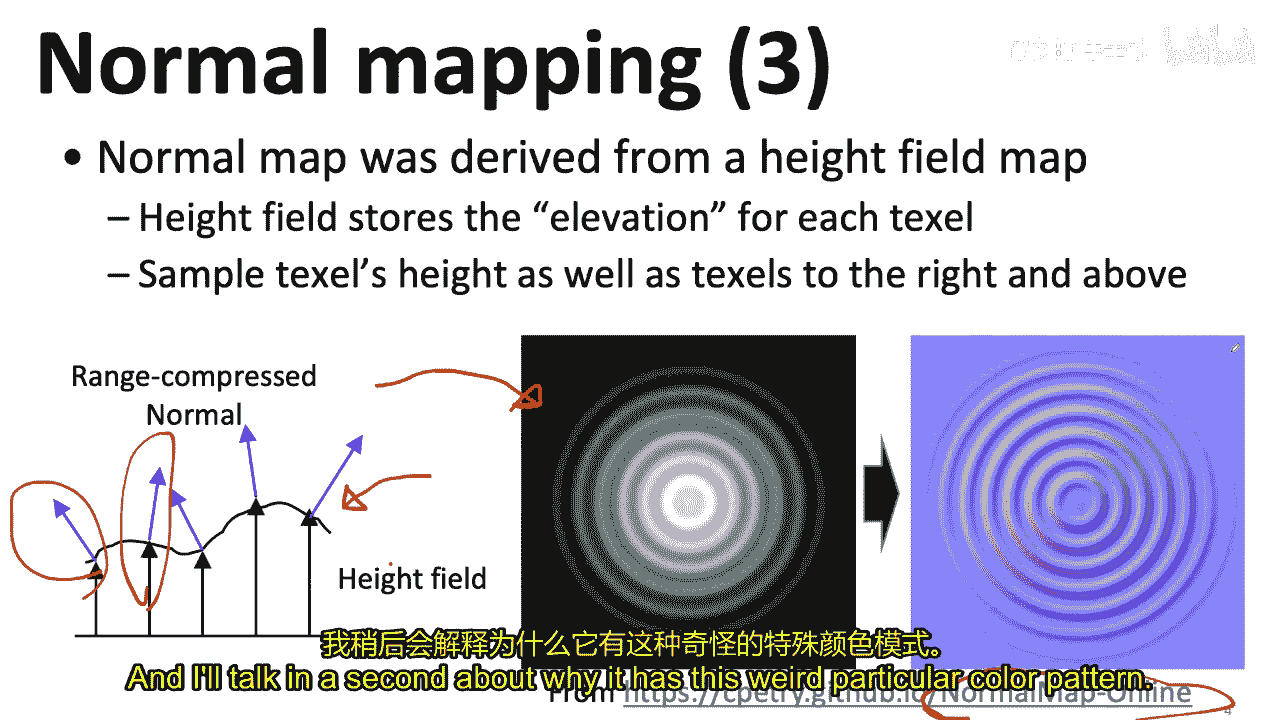 Normal mapping (3)
• Normal map was derived from a height field map
– Height field stores the “elevation” for each texel
– Sample texel’s height as well as texels to the right and above
Range-compressed
Normal
Height field
我稍后会解释为什么它有这种奇怪的特殊颜色模式。
And I'll talk in a second about why it has this weird particular color pattern.
From https://cpetry.github.io/NormalMap-Online
4